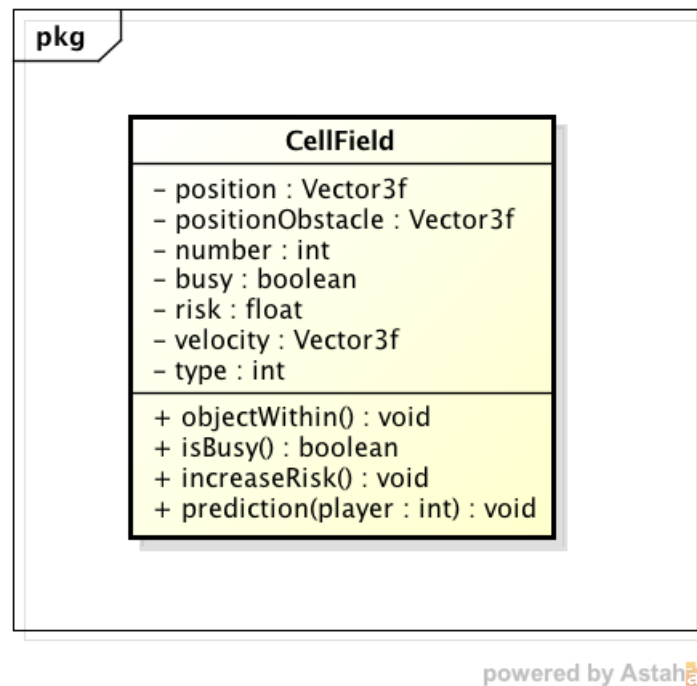 pkg
CellField
- position : Vector3f
- positionObstacle : Vector3f
- number : int
- busy : boolean
- risk : float
- velocity : Vector3f
- type : int
+ objectWithin() : void
+ isBusy() : boolean
+ increaseRisk() : void
+ prediction(player : int) : void
powered by Astah